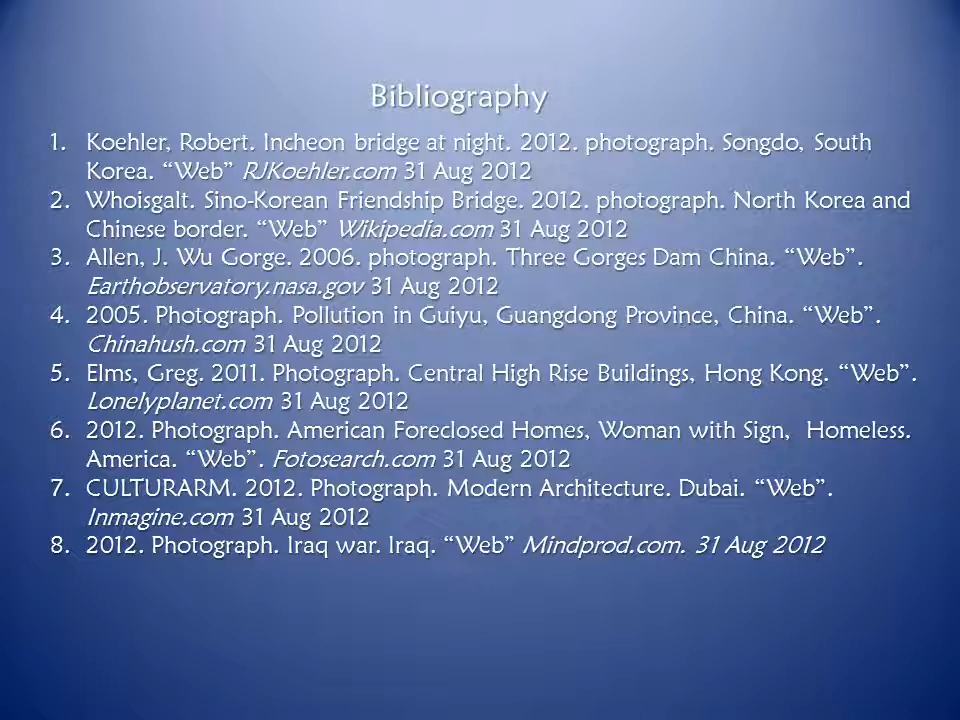 Bibliography
1. Koehler, Robert. Incheon bridge at night. 2012. photograph. Songdo, South
Korea. “Web” RJKoehler.com 31 Aug 2012
2. Whoisgalt. Sino-Korean Friendship Bridge. 2012. photograph. North Korea and
Chinese border. “Web” Wikipedia.com 31 Aug 2012
3. Allen, J. Wu Gorge. 2006. photograph. Three Gorges Dam China. “Web”.
Earthobservatory.nasa.gov 31 Aug 2012
4. 2005. Photograph. Pollution in Guiyu, Guangdong Province, China. “Web”.
Chinahush.com 31 Aug 2012
5. Elms, Greg. 2011. Photograph. Central High Rise Buildings, Hong Kong. “Web”.
Lonelyplanet.com 31 Aug 2012
6. 2012. Photograph. American Foreclosed Homes, Woman with Sign,  Homeless.
America. “Web”. Fotosearch.com 31 Aug 2012
7. CULTURARM. 2012. Photograph. Modern Architecture. Dubai. “Web”.
Inmagine.com 31 Aug 2012
8. 2012. Photograph. Iraq war. Iraq. “Web” Mindprod.com. 31 Aug 2012